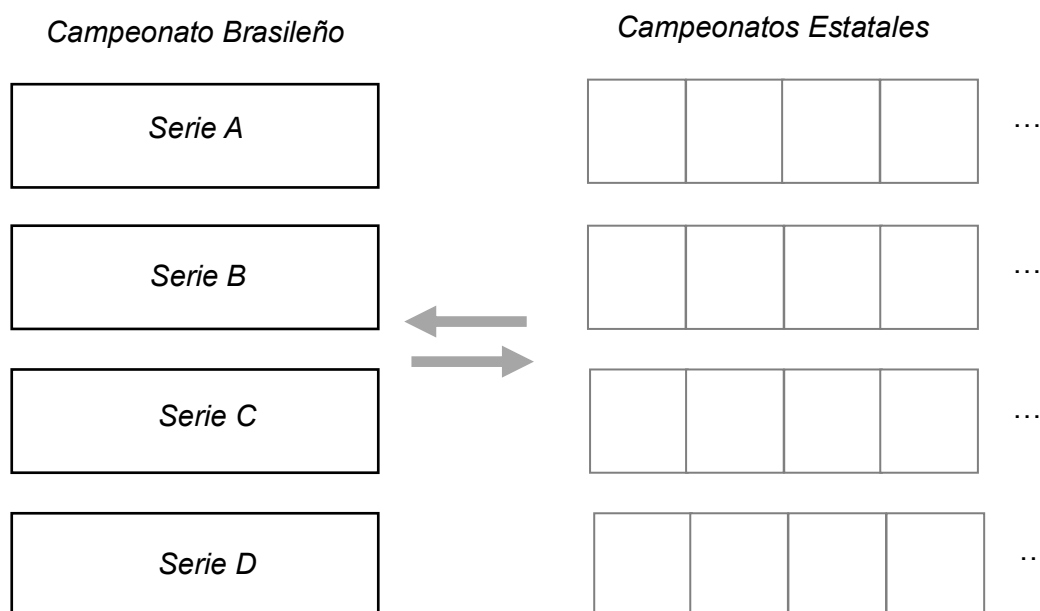 Campeonato Brasileño
Campeonatos Estatales
Serie A
...
Serie B
...
Serie C
...
Serie D
..